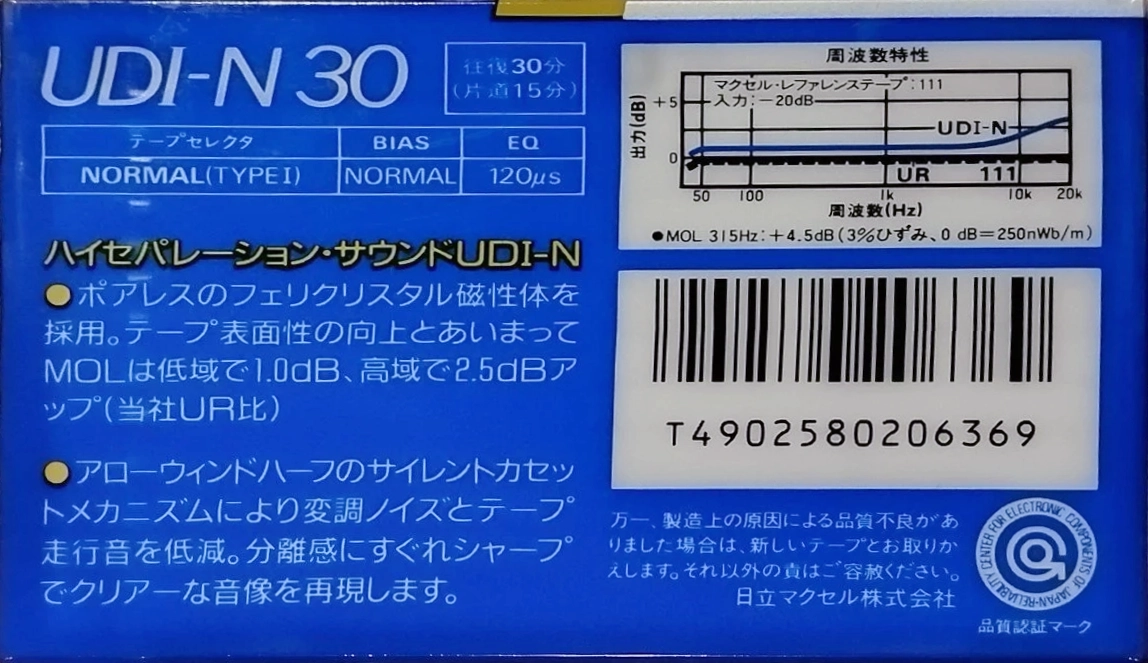 UDI-N 30
往復30分
(片道15分)
テープセレクタ BIAS EQ
NORMAL(TYPE I) NORMAL 120μs
ハイセパレーション・サウンドUDI-N
●ポアレスのフェリクリスタル磁性体を
採用。テープ表面性の向上とあいまって
MOLは低域で1.0dB、高域で2.5dBア
ップ(当社UR比)
●アローウィンドハーフのサイレントカセッ
トメカニズムにより変調ノイズとテープ
走行音を低減。分離感にすぐれシャープ
でクリアーな音像を再現します。
周波数特性
マクセル・レファレンステープ:111
入力:−20dB
出力(dB)
+5
0
UDI-N
UR 111
50 100 1k 10k 20k
周波数(Hz)
●MOL 315Hz:+4.5dB(3%ひずみ、0 dB=250nWb/m)
T4902580206369
万一、製造上の原因による品質不良があ
りました場合は、新しいテープとお取りか
えします。それ以外の責はご容赦ください。
日立マクセル株式会社
RELIABILITY CENTER FOR ELECTRONIC COMPONENTS OF JAPAN
品質認証マーク